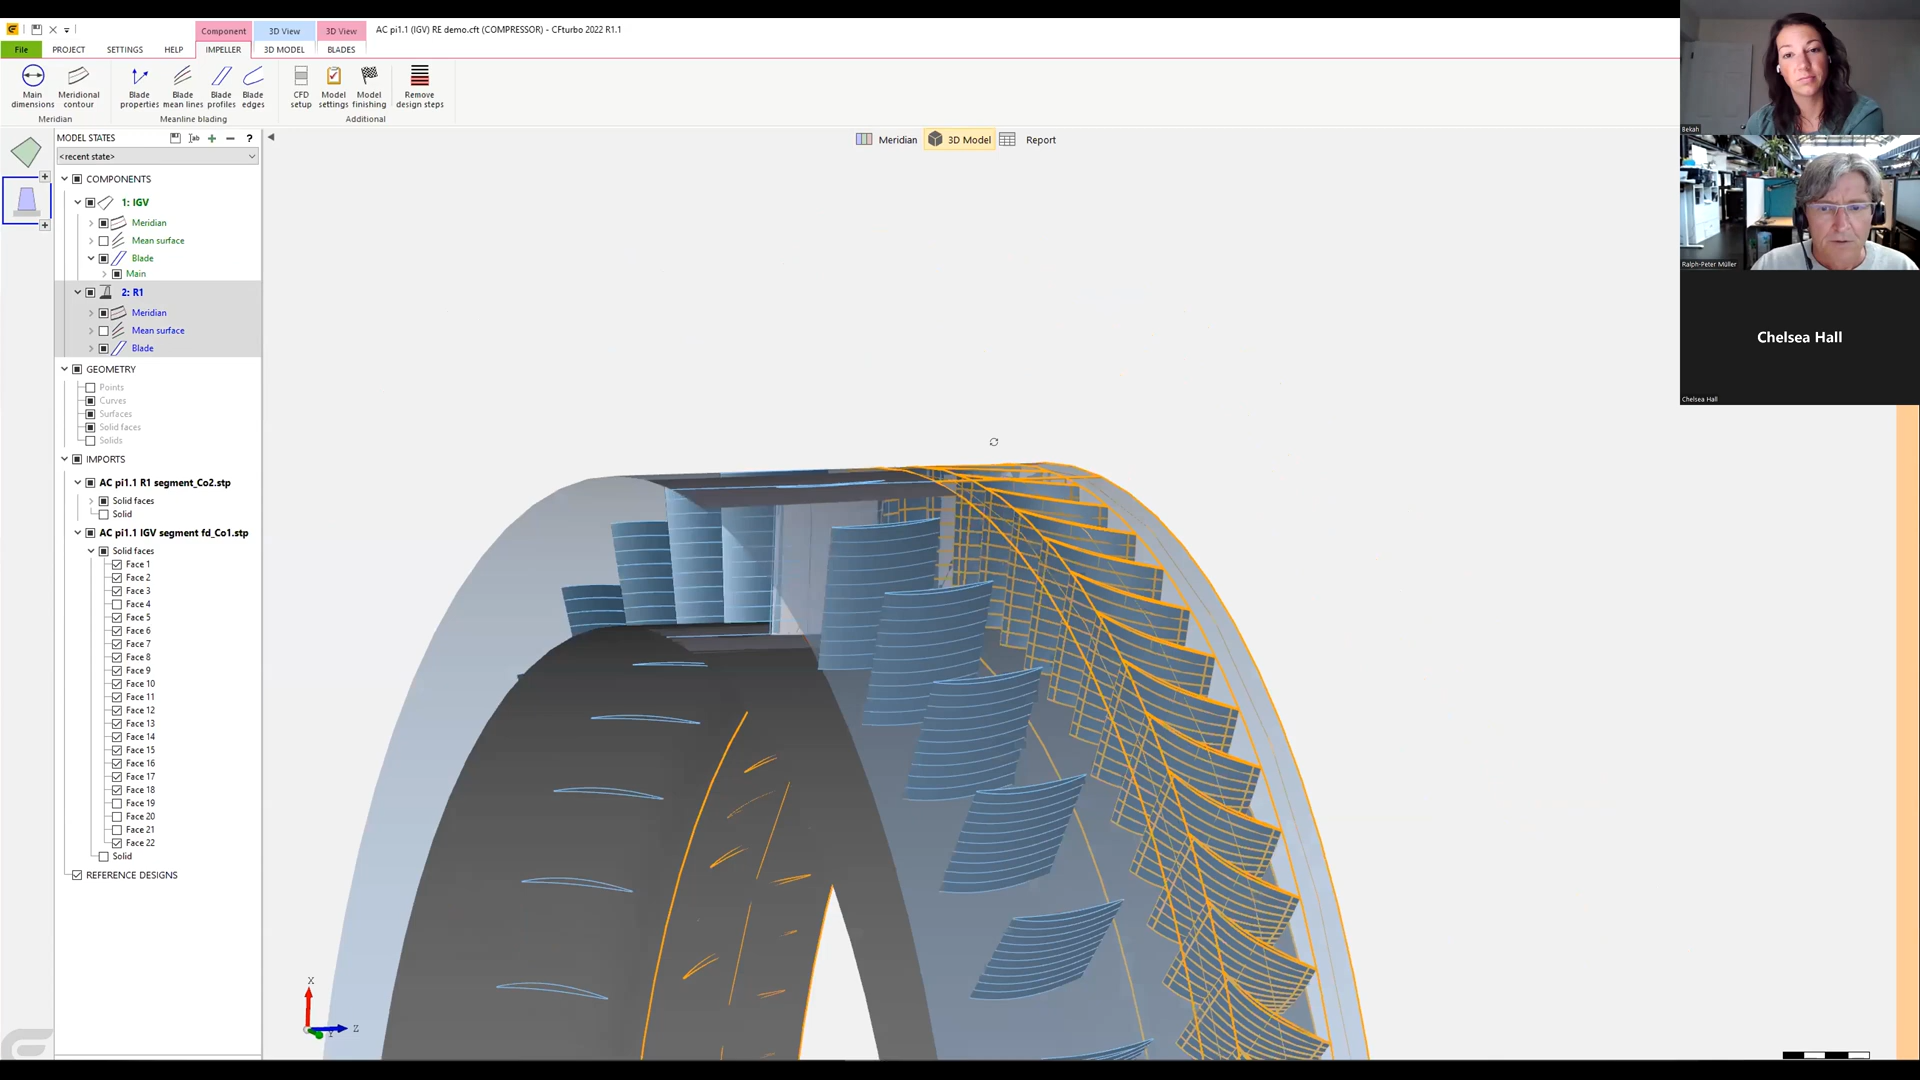 Component
3D View
3D View
AC pi1.1 (IGV) RE demo.cft (COMPRESSOR) - CFturbo 2022 R1.1
File
PROJECT
SETTINGS
HELP
IMPELLER
3D MODEL
BLADES
Main dimensions
Meridional contour
Blade properties
Blade mean lines
Blade profiles
Blade edges
CFD setup
Model settings
Model finishing
Remove design steps
Meridian
Meanline blading
Additional
MODEL STATES
<recent state>
COMPONENTS
1: IGV
Meridian
Mean surface
Blade
Main
2: R1
Meridian
Mean surface
Blade
GEOMETRY
Points
Curves
Surfaces
Solid faces
Solids
IMPORTS
AC pi1.1 R1 segment_Co2.stp
Solid faces
Solid
AC pi1.1 IGV segment fd_Co1.stp
Solid faces
Face 1
Face 2
Face 3
Face 4
Face 5
Face 6
Face 7
Face 8
Face 9
Face 10
Face 11
Face 12
Face 13
Face 14
Face 15
Face 16
Face 17
Face 18
Face 19
Face 20
Face 21
Face 22
Solid
REFERENCE DESIGNS
Meridian
3D Model
Report
X
Y
Z
Bekah
Ralph-Peter Müller
Chelsea Hall
Chelsea Hall